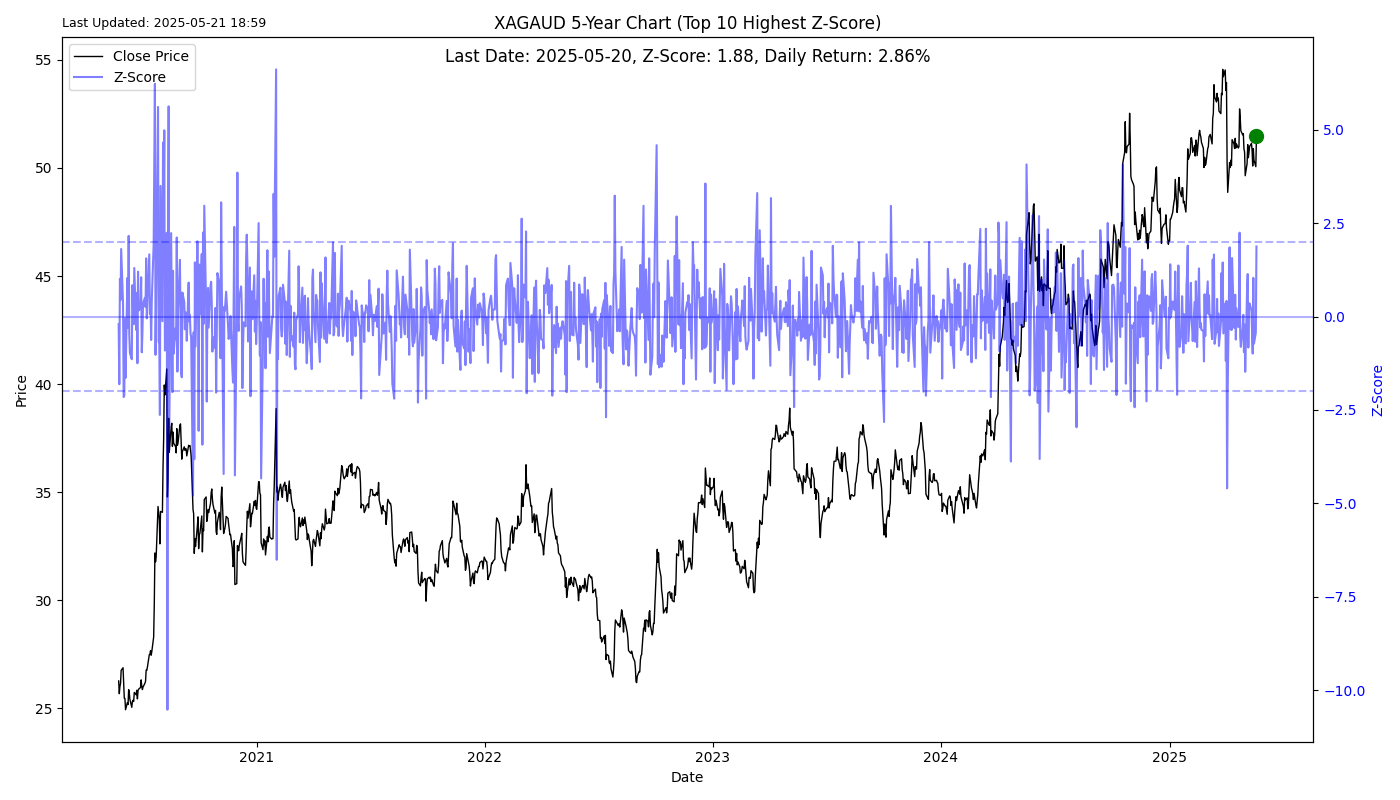 Last Updated: 2025-05-21 18:59
XAGAUD 5-Year Chart (Top 10 Highest Z-Score)
Last Date: 2025-05-20, Z-Score: 1.88, Daily Return: 2.86%
Close Price
Z-Score
Price
55
50
45
40
35
30
25
5.0
2.5
0.0
−2.5
−5.0
−7.5
−10.0
Z-Score
2021
2022
2023
2024
2025
Date